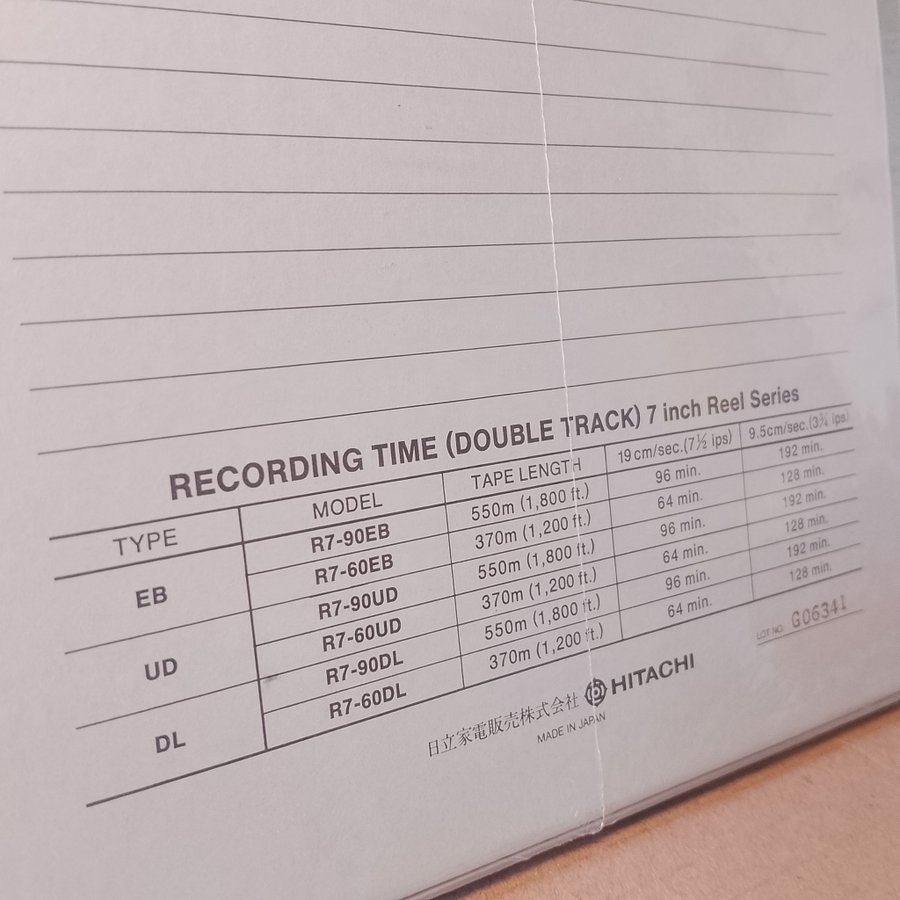 RECORDING TIME (DOUBLE TRACK) 7 inch Reel Series
TYPE MODEL TAPE LENGTH 19cm/sec.(7½ ips) 9.5cm/sec.(3¾ ips)
EB R7-90EB 550m (1,800 ft.) 96 min. 192 min.
R7-60EB 370m (1,200 ft.) 64 min. 128 min.
UD R7-90UD 550m (1,800 ft.) 96 min. 192 min.
R7-60UD 370m (1,200 ft.) 64 min. 128 min.
DL R7-90DL 550m (1,800 ft.) 96 min. 192 min.
R7-60DL 370m (1,200 ft.) 64 min. 128 min.
LOT NO. G06341
日立家電販売株式会社 HITACHI
MADE IN JAPAN